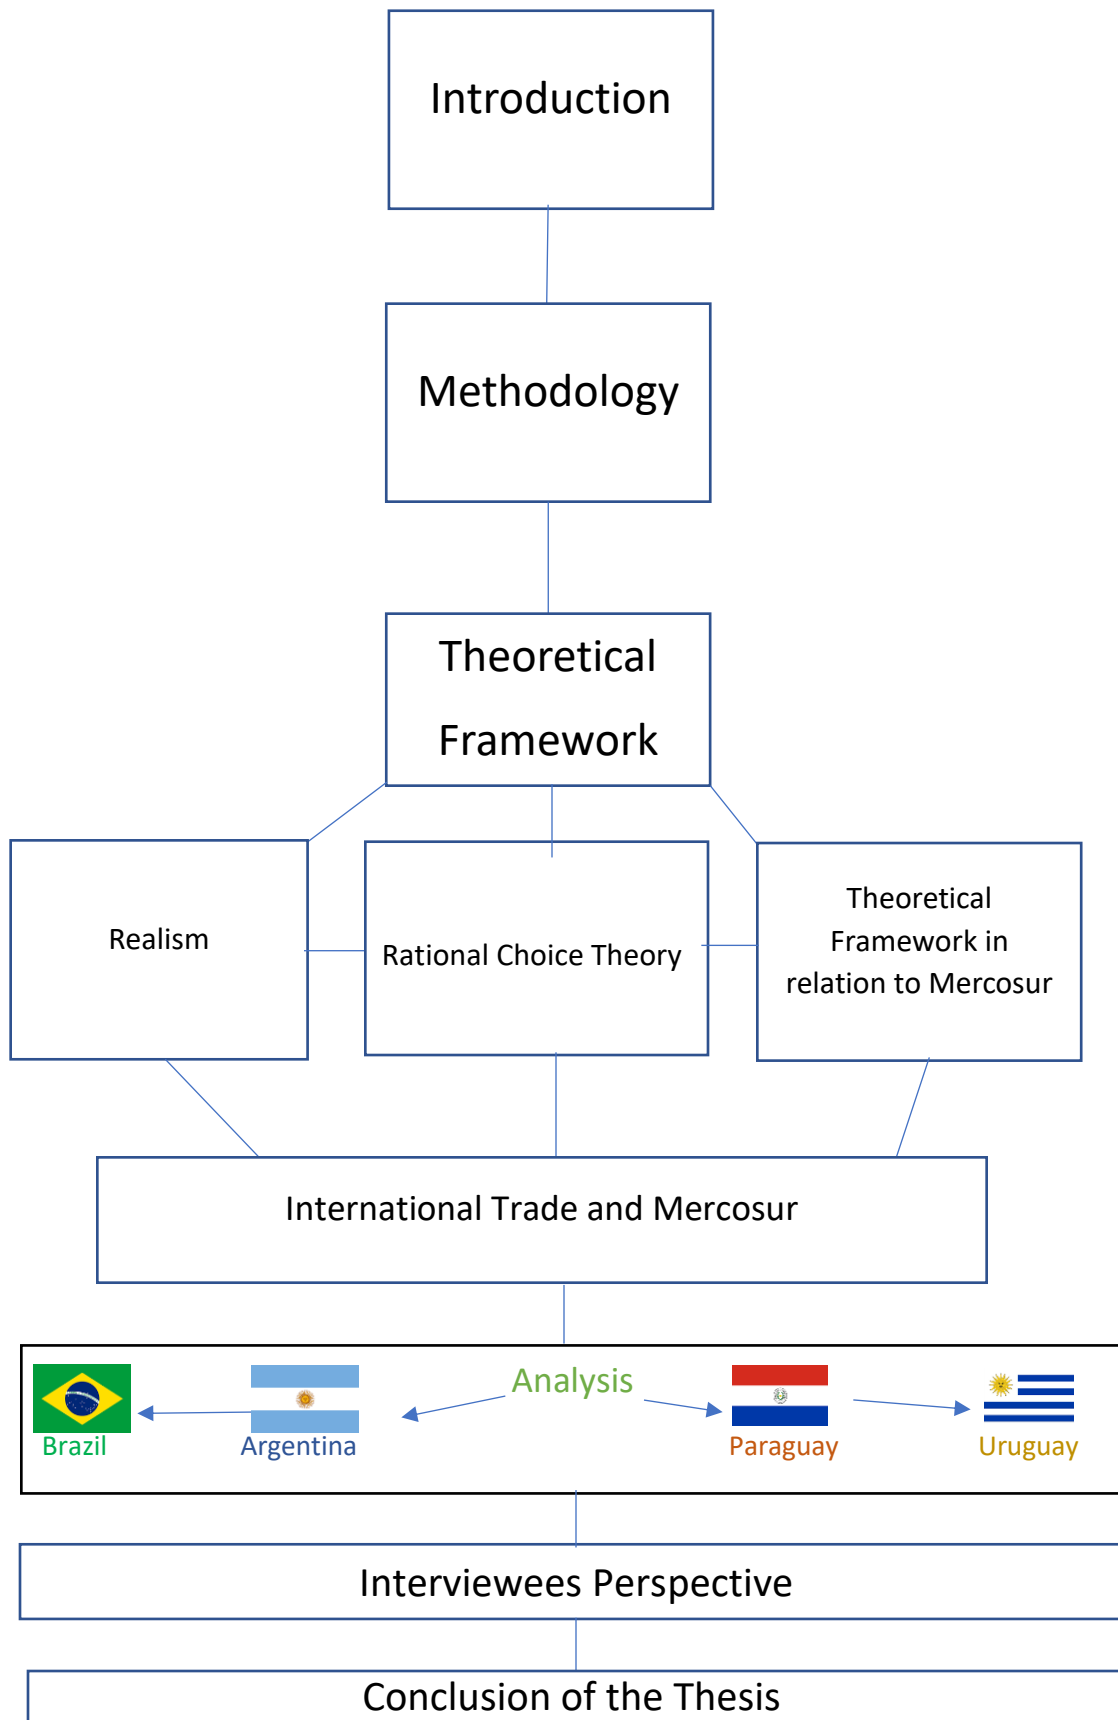 Introduction
Methodology
Theoretical
Framework
Realism
Rational Choice Theory
Theoretical
Framework in
relation to Mercosur
International Trade and Mercosur
Analysis
Brazil
Argentina
Paraguay
Uruguay
Interviewees Perspective
Conclusion of the Thesis